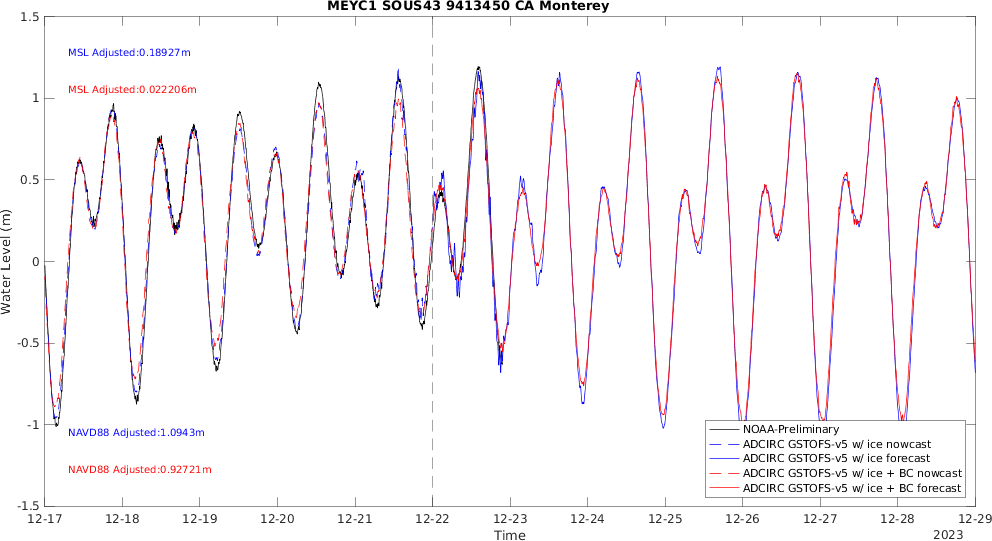 MEYC1 SOUS43 9413450 CA Monterey
1.5
1
0.5
0
-0.5
-1
-1.5
Water Level (m)
MSL Adjusted:0.18927m
MSL Adjusted:0.022206m
NAVD88 Adjusted:1.0943m
NAVD88 Adjusted:0.92721m
NOAA-Preliminary
ADCIRC GSTOFS-v5 w/ ice nowcast
ADCIRC GSTOFS-v5 w/ ice forecast
ADCIRC GSTOFS-v5 w/ ice + BC nowcast
ADCIRC GSTOFS-v5 w/ ice + BC forecast
12-17 12-18 12-19 12-20 12-21 12-22 12-23 12-24 12-25 12-26 12-27 12-28 12-29
Time
2023